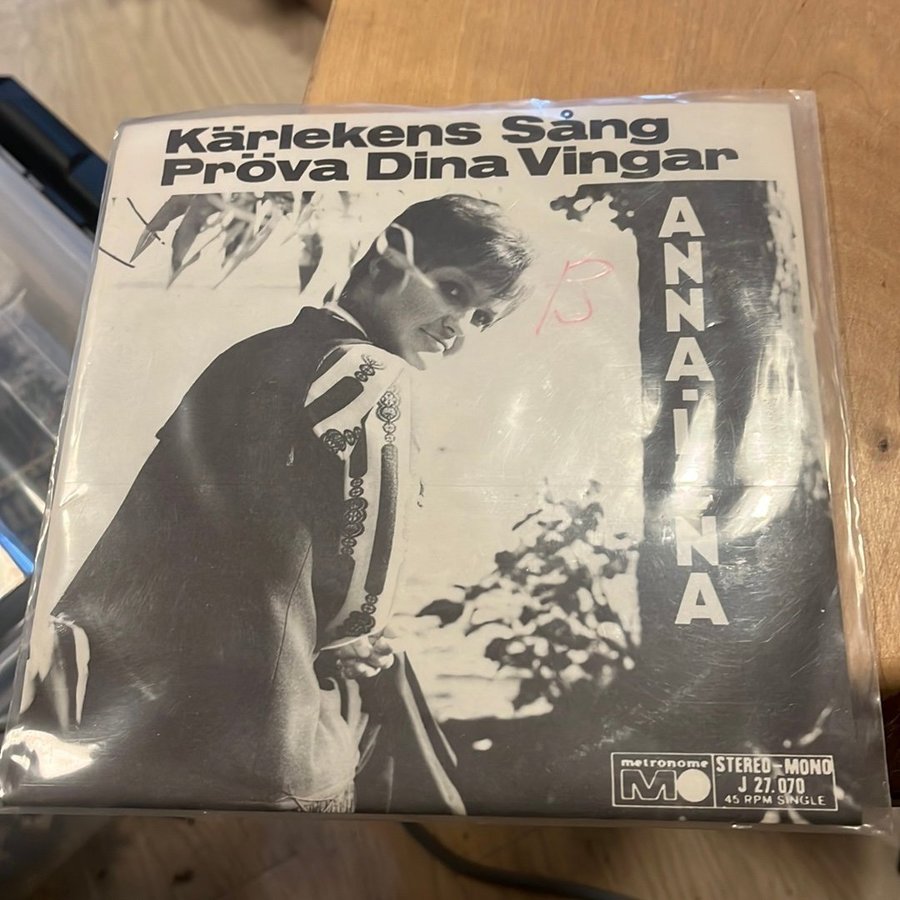 Kärlekens Sång
Pröva Dina Vingar
ANNA-LENA
B
metronome
M
STEREO-MONO
J 27.070
45 RPM SINGLE